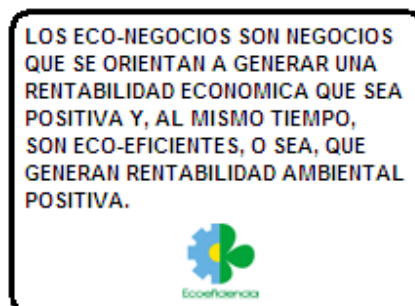 LOS ECO-NEGOCIOS SON NEGOCIOS
QUE SE ORIENTAN A GENERAR UNA
RENTABILIDAD ECONOMICA QUE SEA
POSITIVA Y, AL MISMO TIEMPO,
SON ECO-EFICIENTES, O SEA, QUE
GENERAN RENTABILIDAD AMBIENTAL
POSITIVA.
Ecoeficiencia